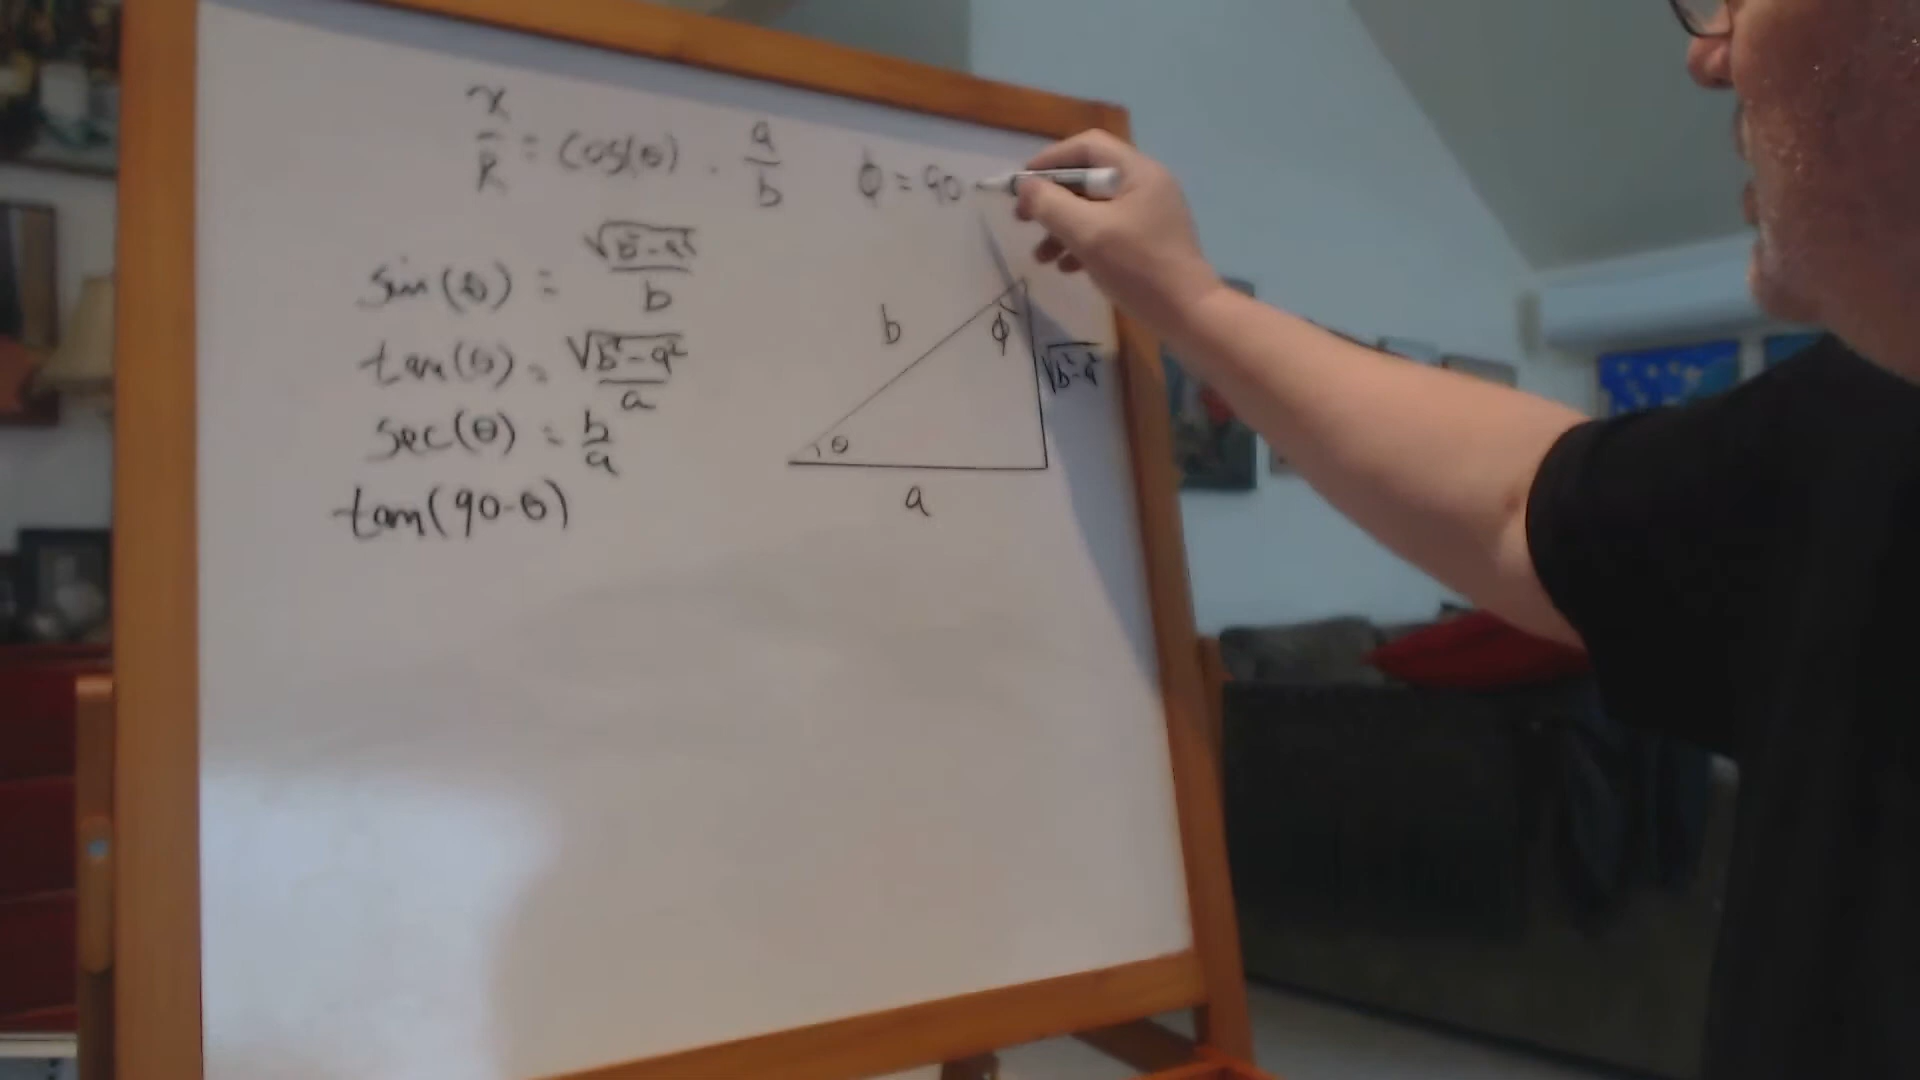 x/r = cos(θ) · a/b
ϕ = 90 -
sin(θ) = √b²-a²/b
tan(θ) = √b²-a²/a
sec(θ) = b/a
tan(90-θ)
b
ϕ
√b²-a²
θ
a